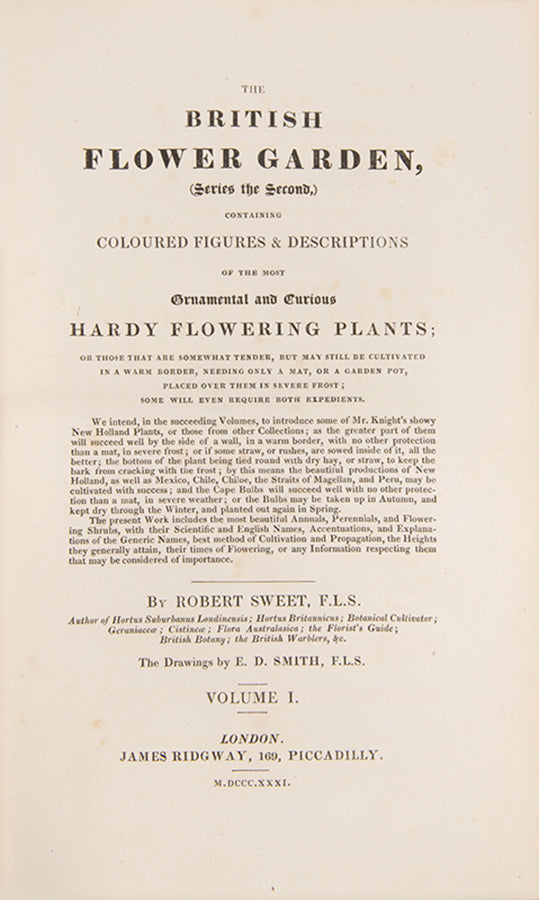 THE
BRITISH
FLOWER GARDEN,
(Series the Second,)
CONTAINING
COLOURED FIGURES & DESCRIPTIONS
OF THE MOST
Ornamental and Curious
HARDY FLOWERING PLANTS;
OR THOSE THAT ARE SOMEWHAT TENDER, BUT MAY STILL BE CULTIVATED
IN A WARM BORDER, NEEDING ONLY A MAT, OR A GARDEN POT,
PLACED OVER THEM IN SEVERE FROST;
SOME WILL EVEN REQUIRE BOTH EXPEDIENTS.
We intend, in the succeeding Volumes, to introduce some of Mr. Knight's showy
New Holland Plants, or those from other Collections; as the greater part of them
will succeed well by the side of a wall, in a warm border, with no other protection
than a mat, in severe frost; or if some straw, or rushes, are sowed inside of it, all the
better; the bottom of the plant being tied round with dry hay, or straw, to keep the
bark from cracking with the frost; by this means the beautiful productions of New
Holland, as well as Mexico, Chile, Chiloe, the Straits of Magellan, and Peru, may be
cultivated with success; and the Cape Bulbs will succeed well with no other protec-
tion than a mat, in severe weather; or the Bulbs may be taken up in Autumn, and
kept dry through the Winter, and planted out again in Spring.
The present Work includes the most beautiful Annuals, Perennials, and Flower-
ing Shrubs, with their Scientific and English Names, Accentuations, and Explana-
tions of the Generic Names, best method of Cultivation and Propagation, the Heights
they generally attain, their times of Flowering, or any Information respecting them
that may be considered of importance.
BY ROBERT SWEET, F.L.S.
Author of Hortus Suburbanus Londinensis; Hortus Britannicus; Botanical Cultivator;
Geraniaceæ; Cistineæ; Flora Australasica; the Florist's Guide;
British Botany; the British Warblers, &c.
The Drawings by E. D. SMITH, F.L.S.
VOLUME I.
LONDON.
JAMES RIDGWAY, 169, PICCADILLY.
M.DCCC.XXXI.